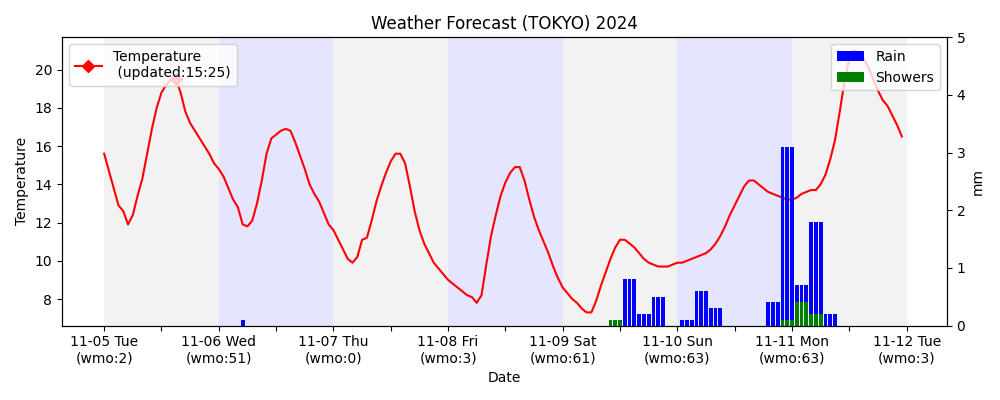 Weather Forecast (TOKYO) 2024
Temperature
(updated:15:25)
Rain
Showers
Temperature
20
18
16
14
12
10
8
5
4
3
2
1
0
mm
11-05 Tue
(wmo:2)
11-06 Wed
(wmo:51)
11-07 Thu
(wmo:0)
11-08 Fri
(wmo:3)
11-09 Sat
(wmo:61)
11-10 Sun
(wmo:63)
11-11 Mon
(wmo:63)
11-12 Tue
(wmo:3)
Date